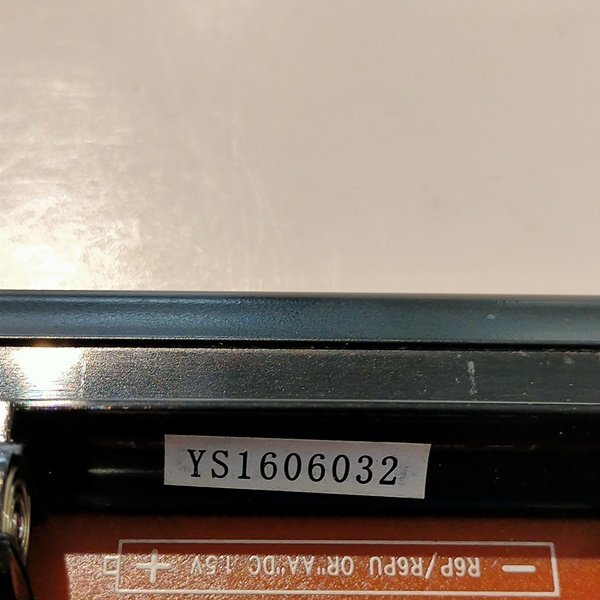 YS1606032
− R6P/R6PU OR"AA"DC 1.5V +